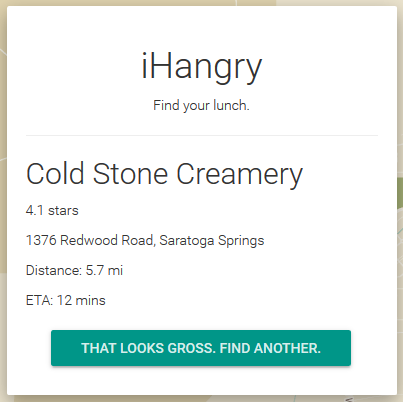 iHangry
Find your lunch.
Cold Stone Creamery
4.1 stars
1376 Redwood Road, Saratoga Springs
Distance: 5.7 mi
ETA: 12 mins
THAT LOOKS GROSS. FIND ANOTHER.